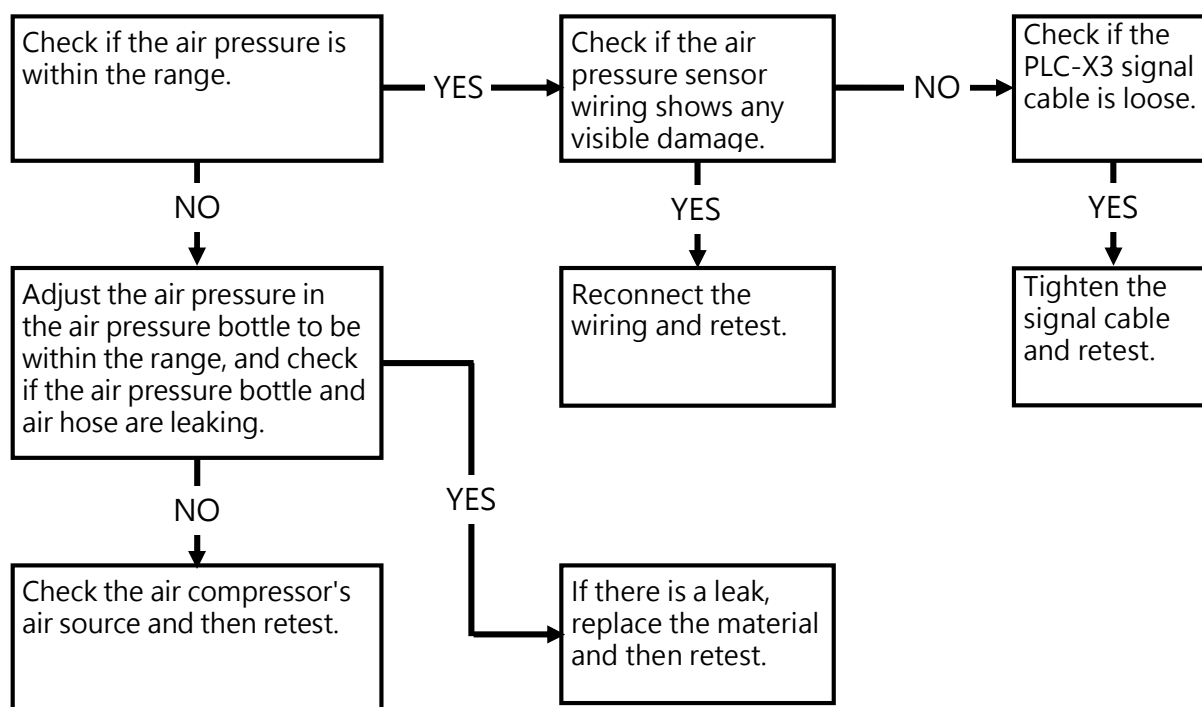 Check if the air pressure is
within the range.
YES
Check if the air
pressure sensor
wiring shows any
visible damage.
NO
Check if the
PLC-X3 signal
cable is loose.
NO
YES
YES
Adjust the air pressure in
the air pressure bottle to be
within the range, and check
if the air pressure bottle and
air hose are leaking.
Reconnect the
wiring and retest.
Tighten the
signal cable
and retest.
NO
YES
Check the air compressor's
air source and then retest.
If there is a leak,
replace the material
and then retest.